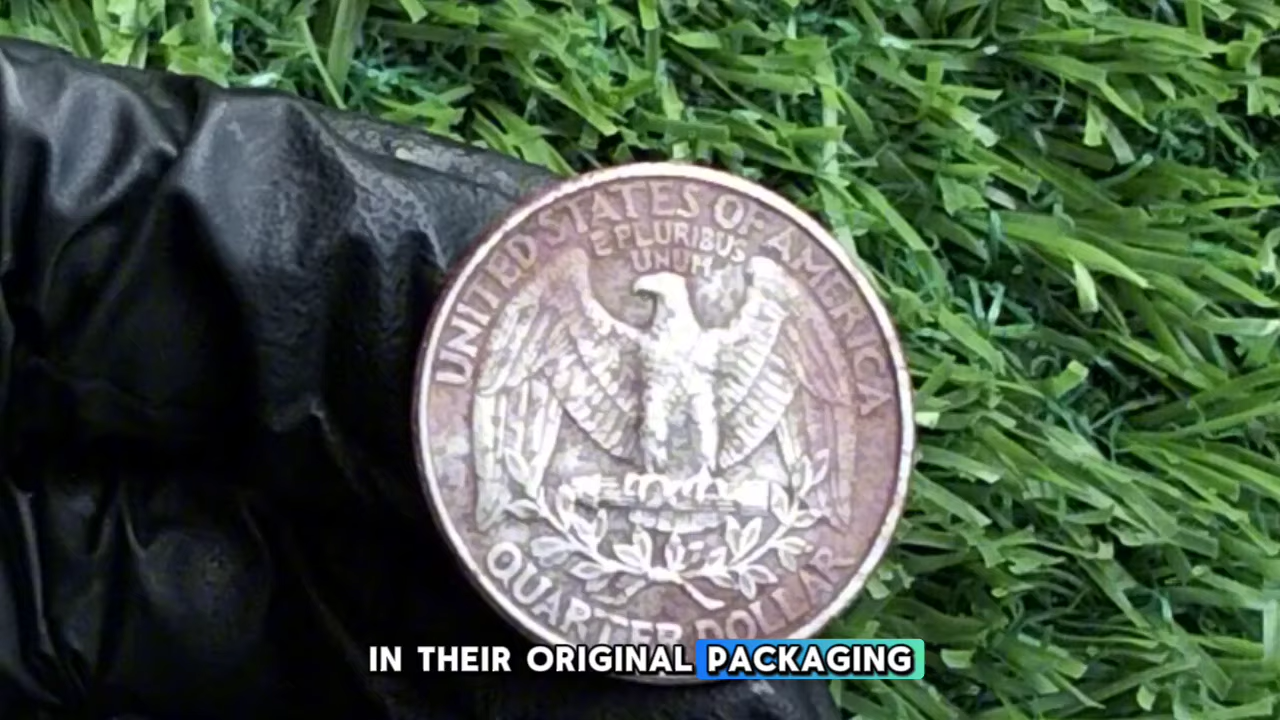 UNITED STATES OF AMERICA
E PLURIBUS
UNUM
QUARTER DOLLAR
IN THEIR ORIGINAL PACKAGING